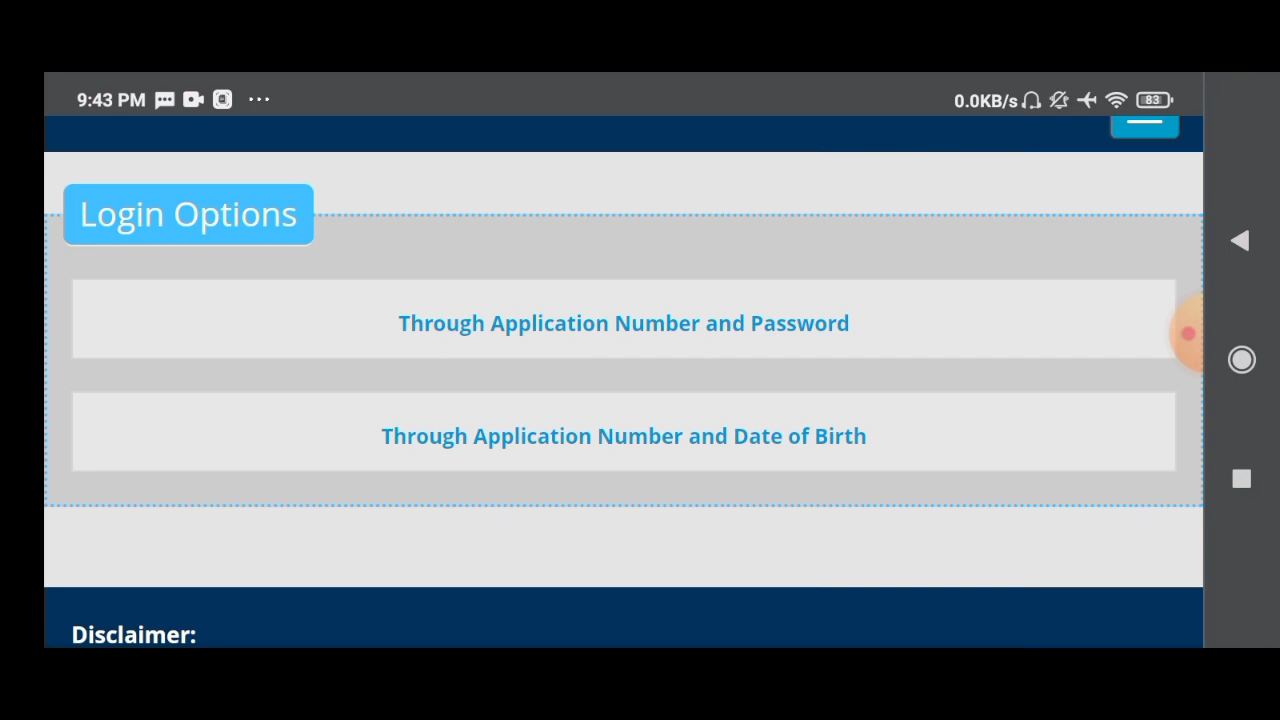 9:43 PM ... 0.0KB/s 83
Login Options
Through Application Number and Password
Through Application Number and Date of Birth
Disclaimer: